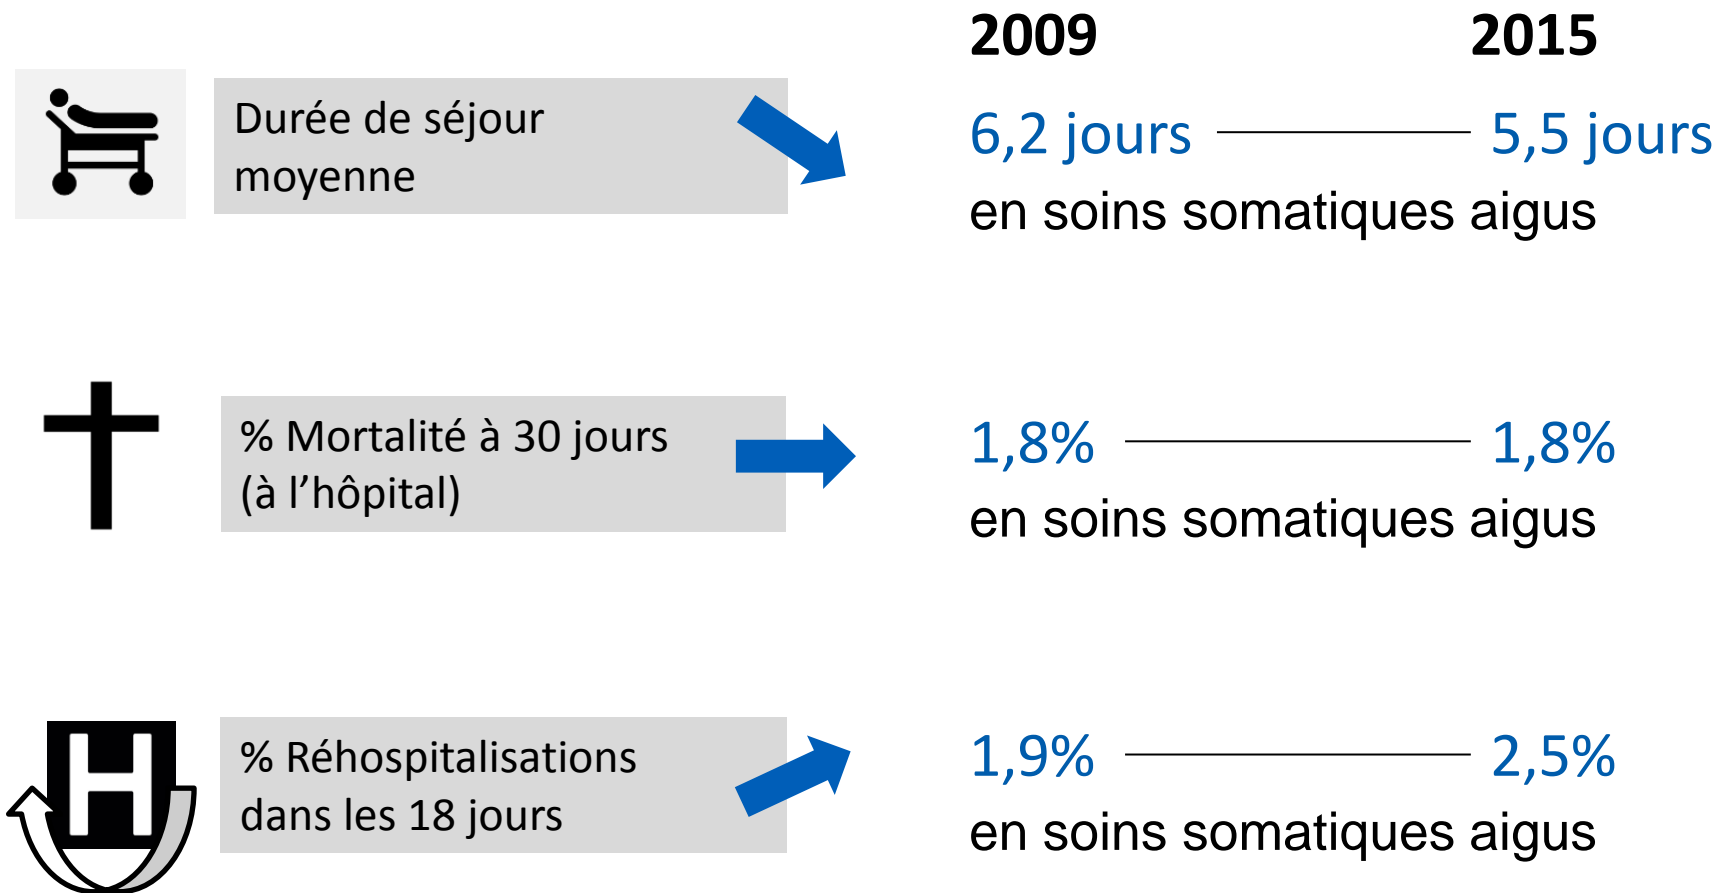 2009 2015
Durée de séjour
moyenne
6,2 jours 5,5 jours
en soins somatiques aigus
% Mortalité à 30 jours
(à l’hôpital)
1,8% 1,8%
en soins somatiques aigus
H
% Réhospitalisations
dans les 18 jours
1,9% 2,5%
en soins somatiques aigus